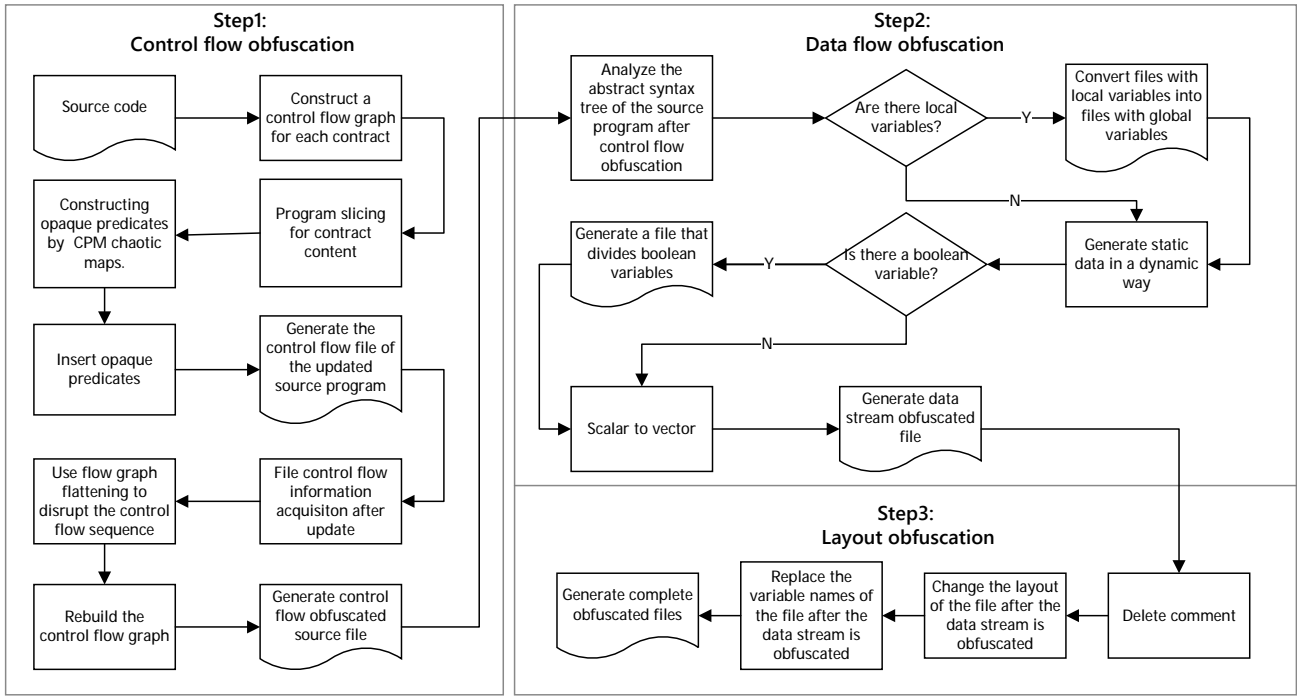 Step1:
Control flow obfuscation
Source code
Construct a
control flow graph
for each contract
Program slicing
for contract
content
Constructing
opaque predicates
by CPM chaotic
maps.
Insert opaque
predicates
Generate the
control flow file of
the updated
source program
File control flow
information
acquisiton after
update
Use flow graph
flattening to
disrupt the control
flow sequence
Rebuild the
control flow graph
Generate control
flow obfuscated
source file
Step2:
Data flow obfuscation
Analyze the
abstract syntax
tree of the source
program after
control flow
obfuscation
Are there local
variables?
Y
Convert files with
local variables into
files with global
variables
N
Generate static
data in a dynamic
way
Is there a boolean
variable?
Y
Generate a file that
divides boolean
variables
N
Scalar to vector
Generate data
stream obfuscated
file
Step3:
Layout obfuscation
Delete comment
Change the layout
of the file after the
data stream is
obfuscated
Replace the
variable names of
the file after the
data stream is
obfuscated
Generate complete
obfuscated files